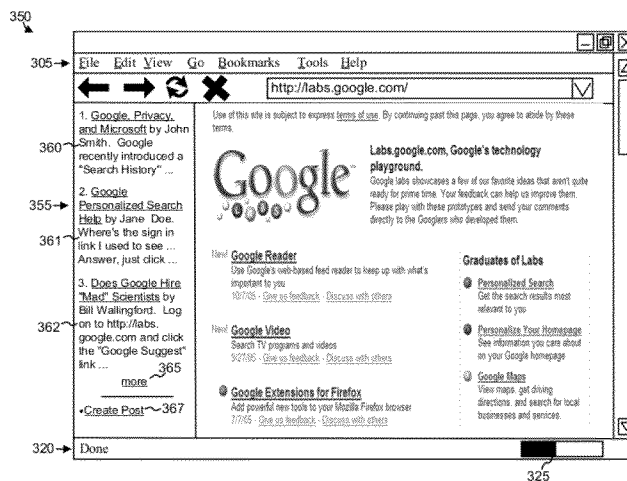 350
305
File Edit View Go Bookmarks Tools Help
http://labs.google.com/
1. Google, Privacy,
and Microsoft by John
Smith. Google
recently introduced a
"Search History" ...
360
2. Google
Personalized Search
Help by Jane Doe.
Where's the sign in
link I used to see ...
Answer, just click ...
355
361
3. Does Google Hire
"Mad" Scientists by
Bill Wallingford. Log
on to http://labs.
google.com and click
the "Google Suggest"
link ...
362
365
more
Create Post
367
Use of this site is subject to express terms of use. By continuing past this page, you agree to abide by these
terms.
Google
Labs.google.com, Google's technology
playground.
Google labs showcases a few of our favorite ideas that aren't quite
ready for prime time. Your feedback can help us improve them.
Please play with these prototypes and send your comments
directly to the Googlers who developed them.
New! Google Reader
Use Google's web-based feed reader to keep up with what's
important to you
10/7/05 - Give us feedback - Discuss with others
New! Google Video
Search TV programs and videos
5/27/05 - Give us feedback - Discuss with others
Google Extensions for Firefox
Add powerful new tools to your Mozilla Firefox browser
7/7/05 - Give us feedback - Discuss with others
Graduates of Labs
Personalized Search
Get the search results most
relevant to you
Personalize Your Homepage
See information you care about
on your Google homepage
Google Maps
View maps, get driving
directions, and search for local
businesses and services.
320
Done
325